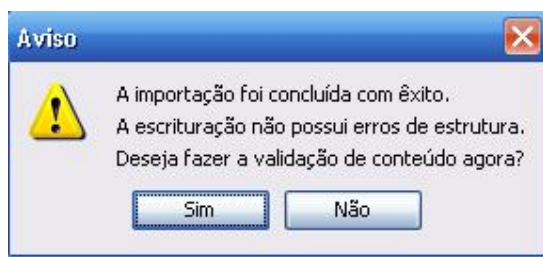 Aviso
A importação foi concluída com êxito.
A escrituração não possui erros de estrutura.
Deseja fazer a validação de conteúdo agora?
Sim Não